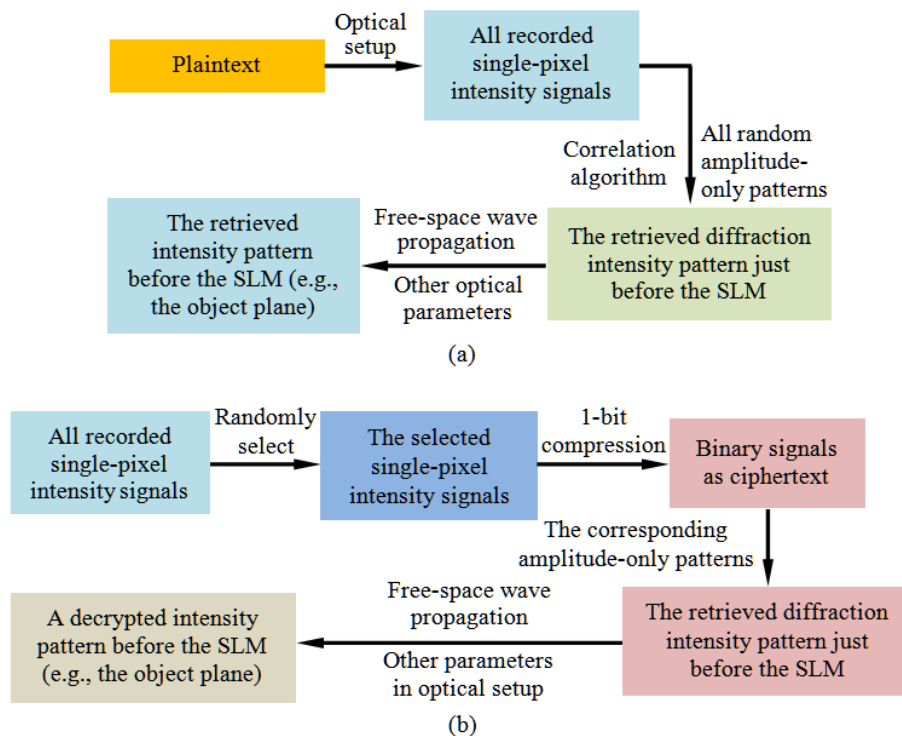 Plaintext
Optical
setup
All recorded
single-pixel
intensity signals
Correlation
algorithm
All random
amplitude-
only patterns
The retrieved diffraction
intensity pattern just
before the SLM
Free-space wave
propagation
Other optical
parameters
The retrieved
intensity pattern
before the SLM (e.g.,
the object plane)
(a)
All recorded
single-pixel
intensity signals
Randomly
select
The selected
single-pixel
intensity signals
1-bit
compression
Binary signals
as ciphertext
The corresponding
amplitude-only patterns
The retrieved diffraction
intensity pattern just
before the SLM
Free-space wave
propagation
Other parameters
in optical setup
A decrypted intensity
pattern before the SLM
(e.g., the object plane)
(b)